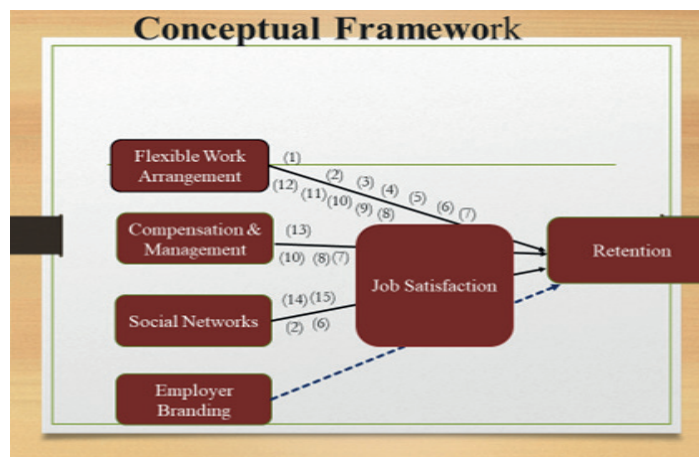 Conceptual Framework
Flexible Work
Arrangement
(1)
(2)
(3)
(4)
(5)
(6)
(7)
(12)
(11)
(10)
(9)
(8)
Compensation &
Management
(13)
(10) (8) (7)
Job Satisfaction
Retention
Social Networks
(14) (15)
(2) (6)
Employer
Branding